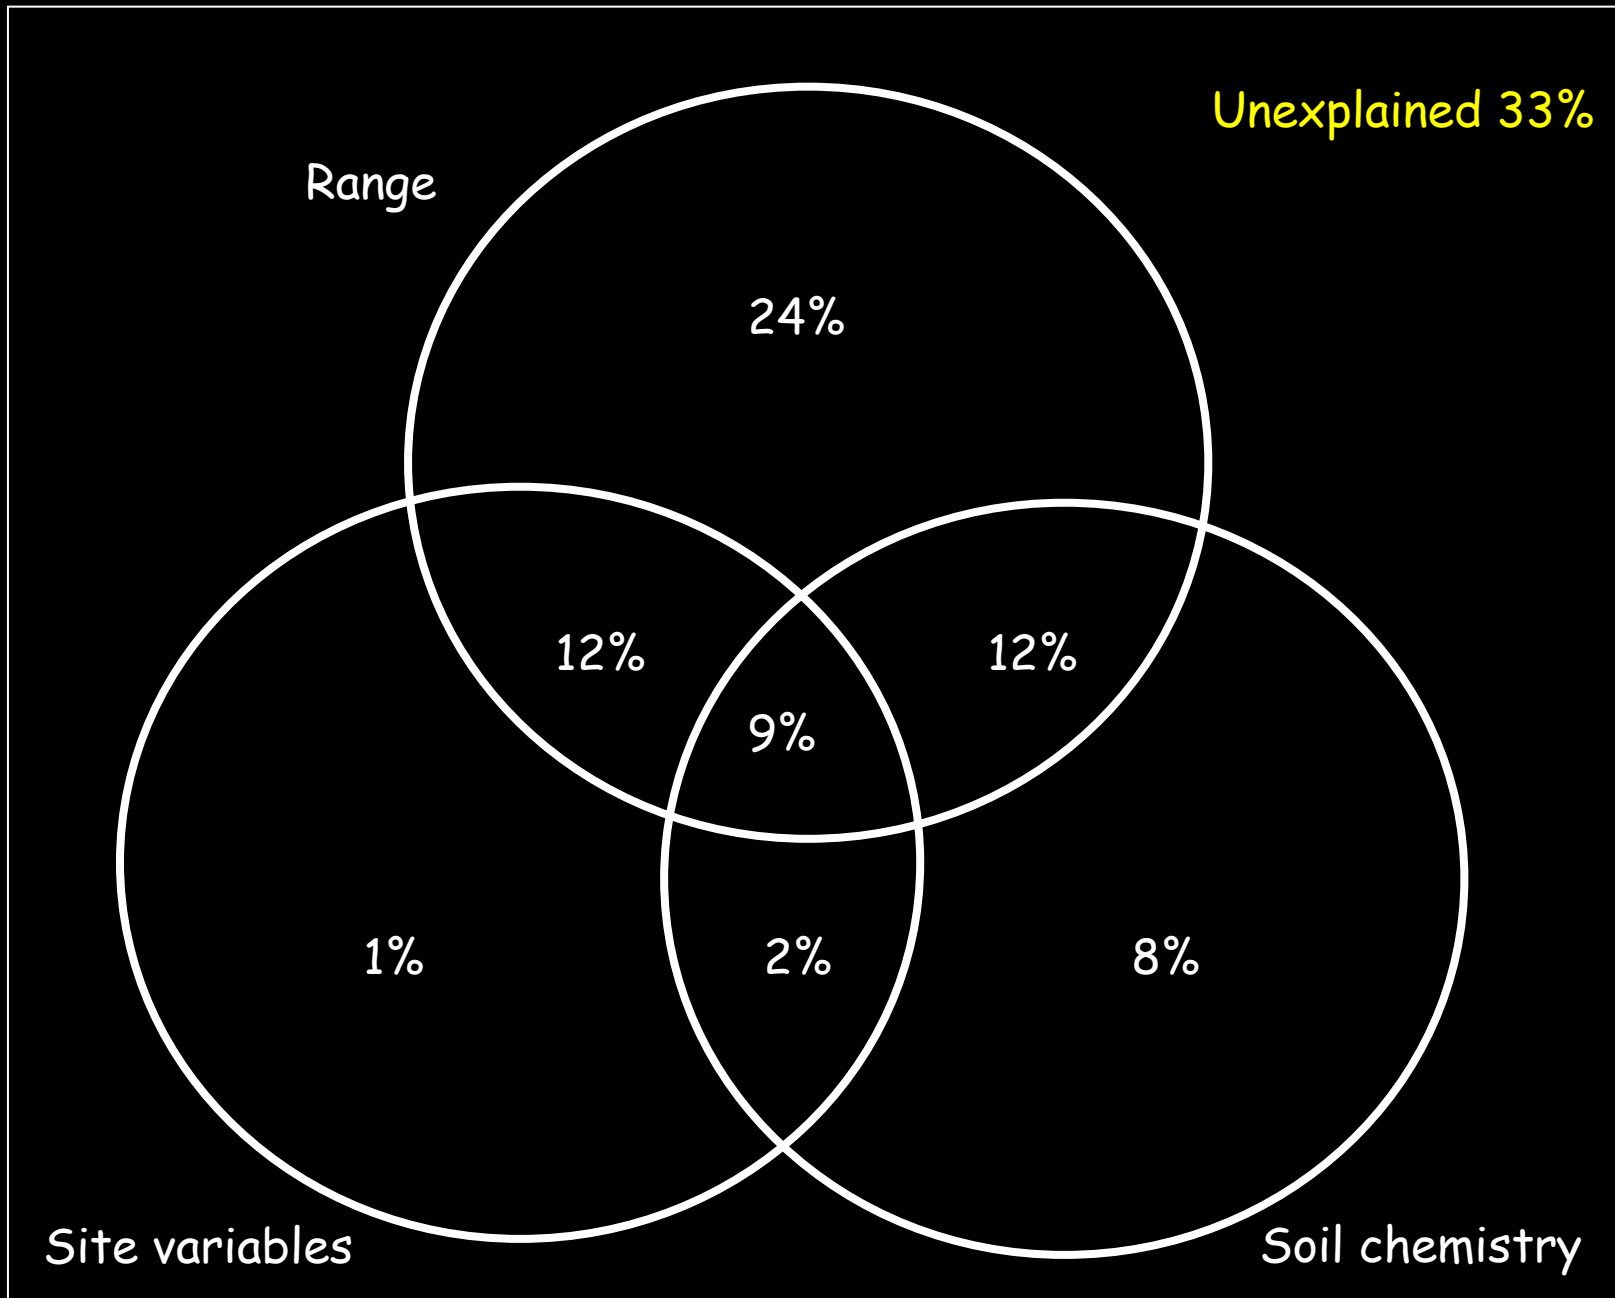 Unexplained 33%
Range
24%
12%
12%
9%
1%
2%
8%
Site variables
Soil chemistry